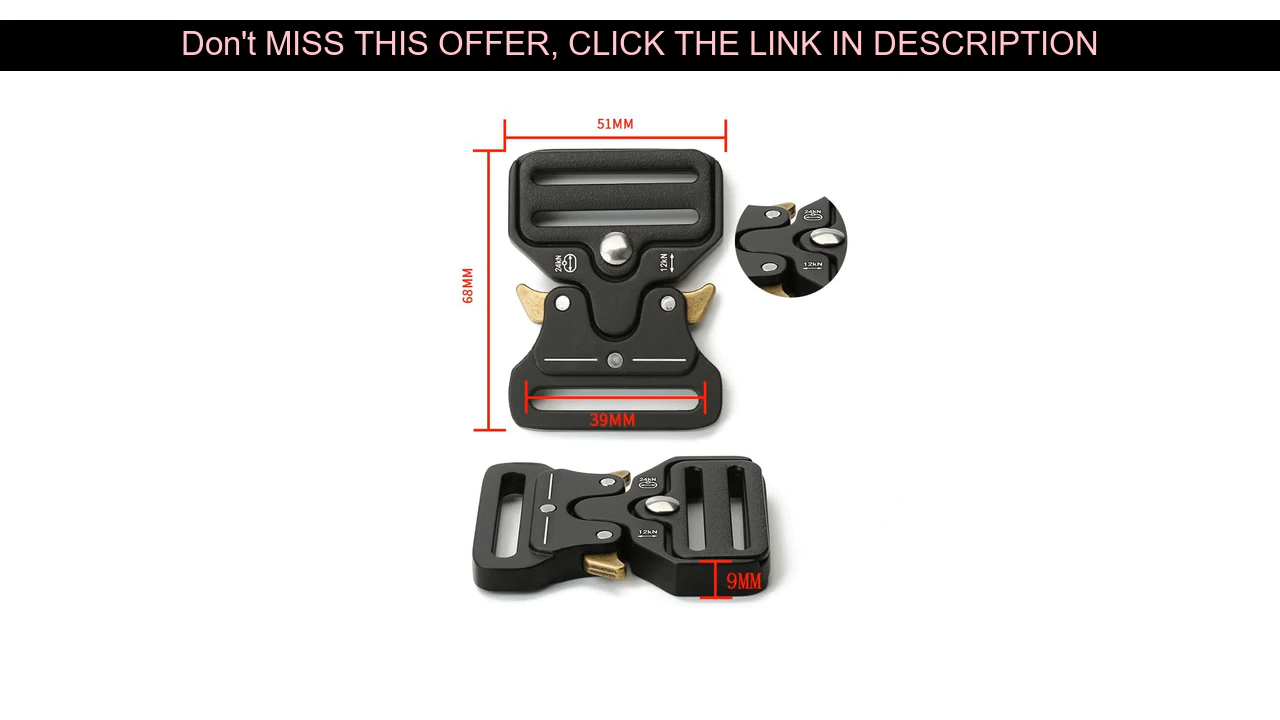 Don't MISS THIS OFFER, CLICK THE LINK IN DESCRIPTION
51MM
68MM
24kN
12kN
24kN
12kN
39MM
24kN
12kN
9MM